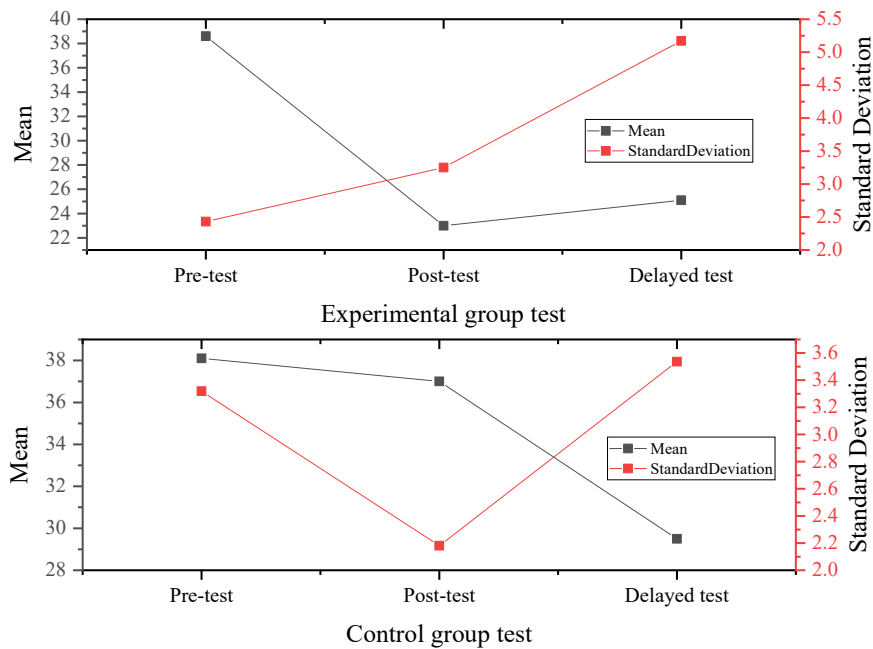 40
38
36
34
32
30
28
26
24
22
Mean
5.5
5.0
4.5
4.0
3.5
3.0
2.5
2.0
Standard Deviation
Mean
StandardDeviation
Pre-test Post-test Delayed test
Experimental group test
38
36
34
32
30
28
Mean
3.6
3.4
3.2
3.0
2.8
2.6
2.4
2.2
2.0
Standard Deviation
Mean
StandardDeviation
Pre-test Post-test Delayed test
Control group test